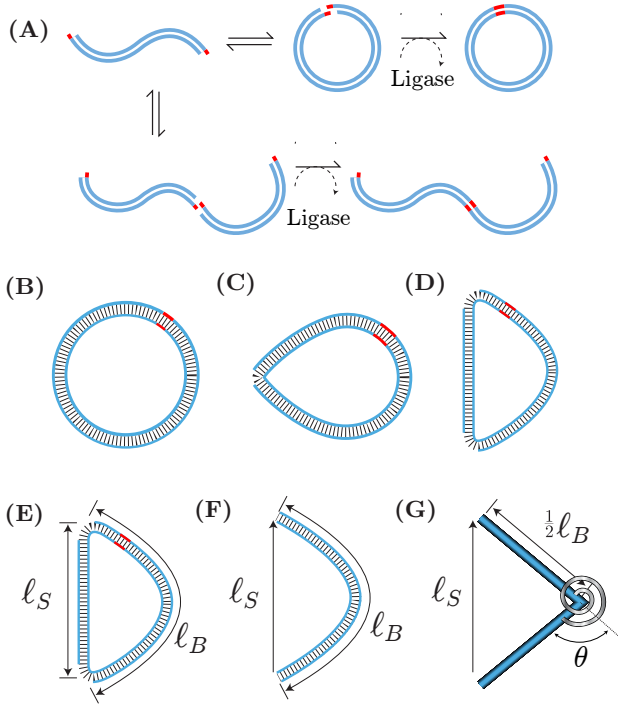 (A)
Ligase
Ligase
(B)
(C)
(D)
(E)
ℓ_S
ℓ_B
(F)
ℓ_S
ℓ_B
(G)
½ℓ_B
ℓ_S
θ